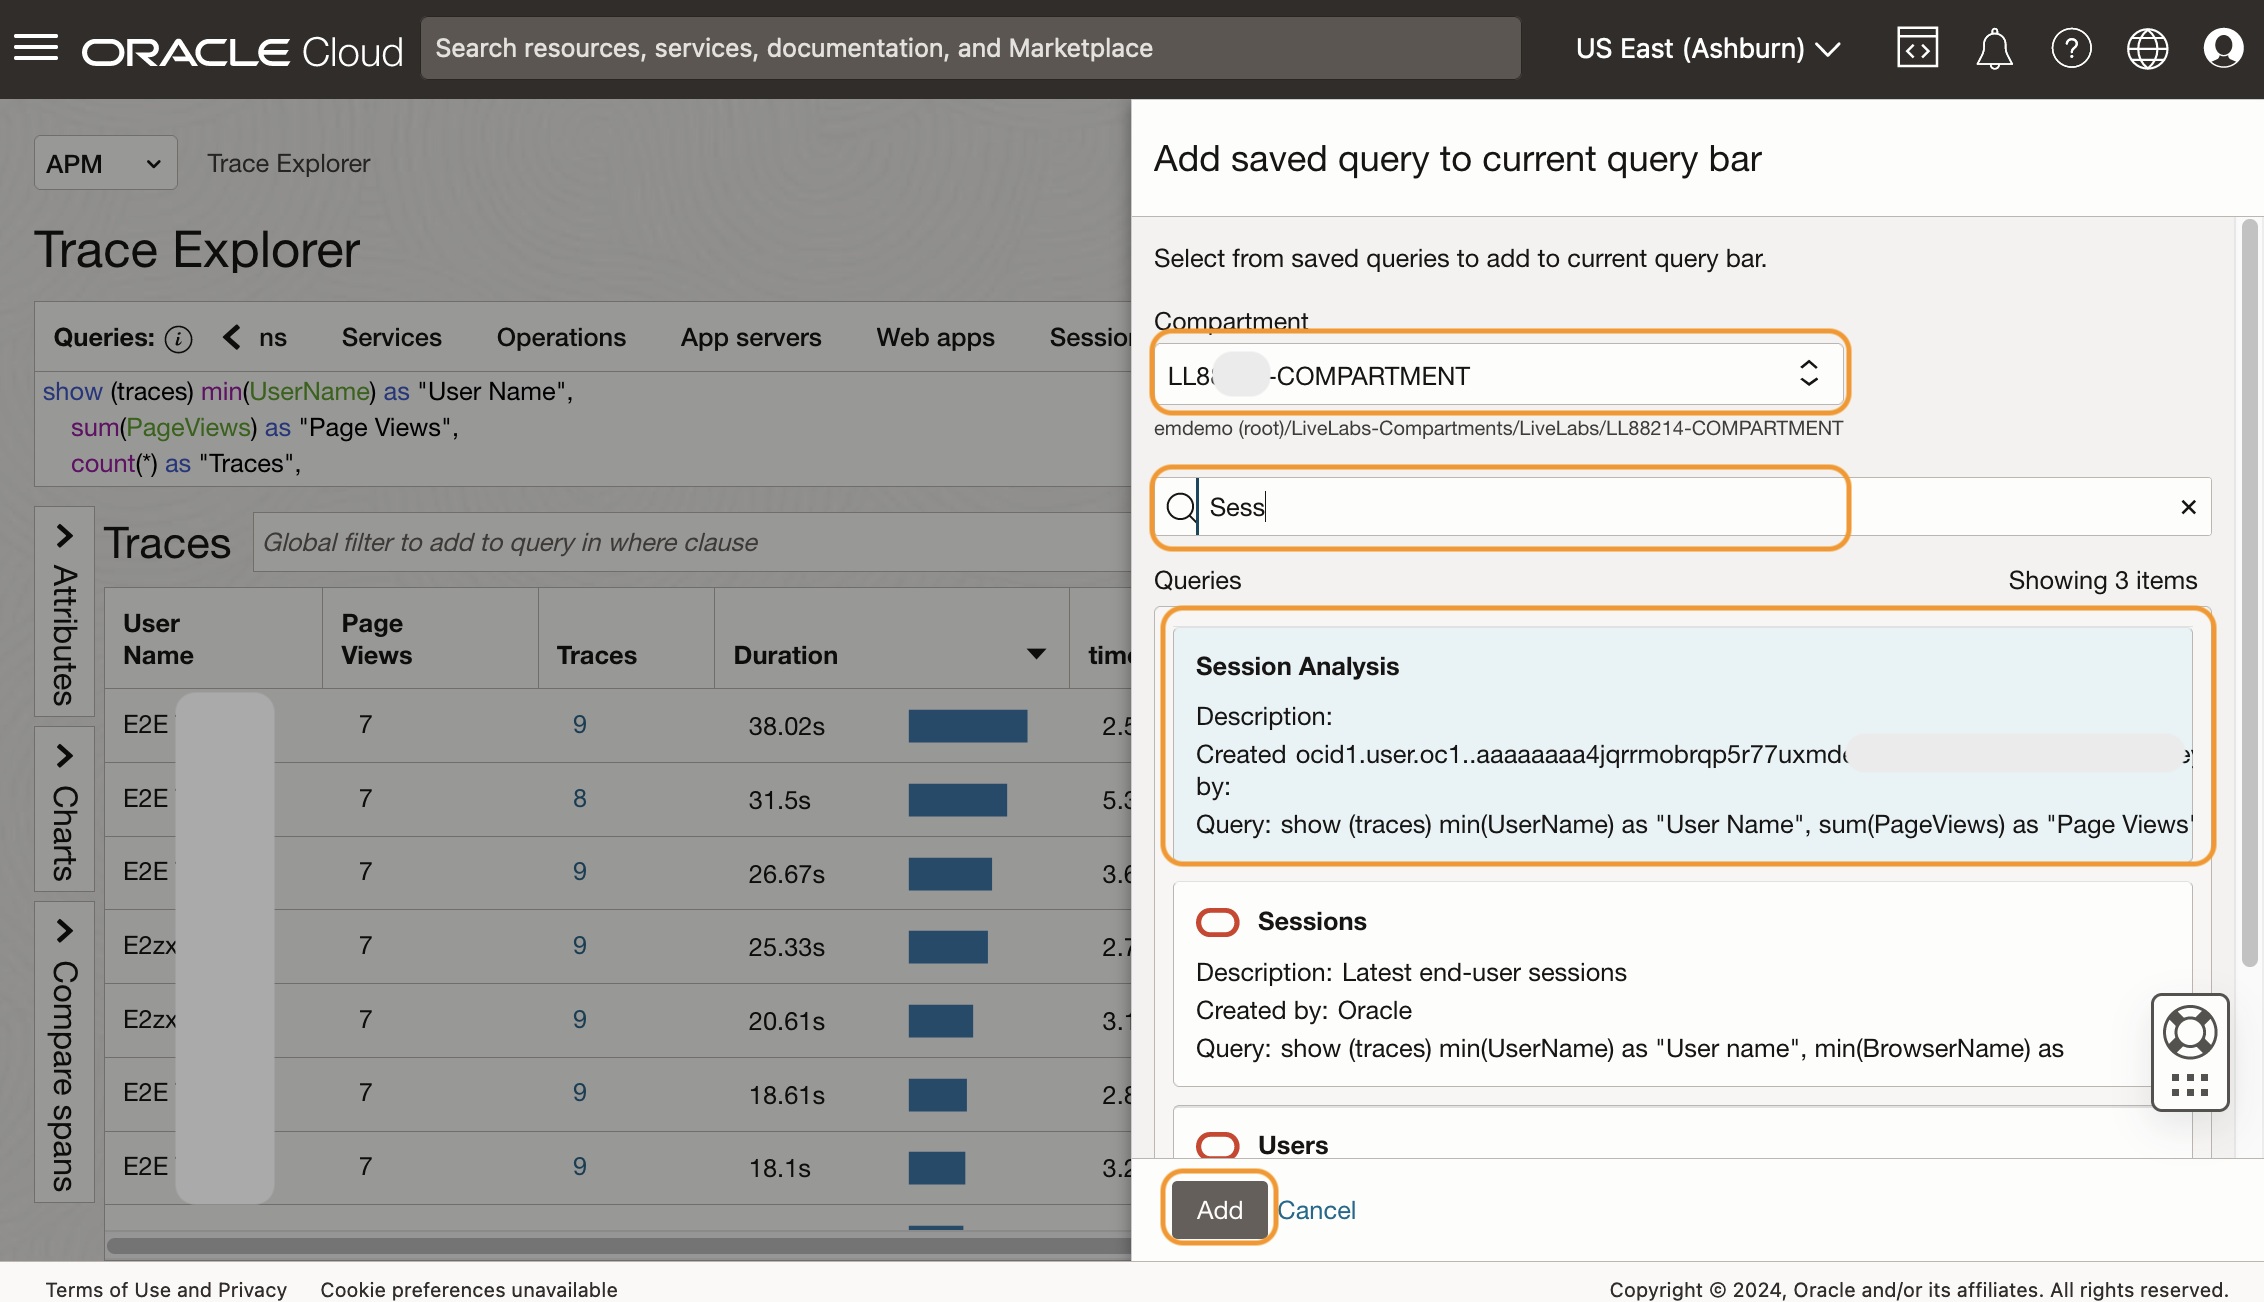 ORACLE Cloud
Search resources, services, documentation, and Marketplace
US East (Ashburn)
APM
Trace Explorer
Trace Explorer
Queries:
ns
Services
Operations
App servers
Web apps
Session
show (traces) min(UserName) as "User Name",
sum(PageViews) as "Page Views",
count(*) as "Traces",
Attributes
Charts
Compare spans
Traces
Global filter to add to query in where clause
User Name
Page Views
Traces
Duration
time
E2E 7 9 38.02s 2.5
E2E 7 8 31.5s 5.3
E2E 7 9 26.67s 3.6
E2zx 7 9 25.33s 2.7
E2zx 7 9 20.61s 3.1
E2E 7 9 18.61s 2.8
E2E 7 9 18.1s 3.2
Add saved query to current query bar
Select from saved queries to add to current query bar.
Compartment
LL88 -COMPARTMENT
emdemo (root)/LiveLabs-Compartments/LiveLabs/LL88214-COMPARTMENT
Sess
Queries
Showing 3 items
Session Analysis
Description:
Created ocid1.user.oc1..aaaaaaaa4jqrrmobrqp5r77uxmd
by:
Query: show (traces) min(UserName) as "User Name", sum(PageViews) as "Page Views"
Sessions
Description: Latest end-user sessions
Created by: Oracle
Query: show (traces) min(UserName) as "User name", min(BrowserName) as
Users
Add
Cancel
Terms of Use and Privacy
Cookie preferences unavailable
Copyright © 2024, Oracle and/or its affiliates. All rights reserved.